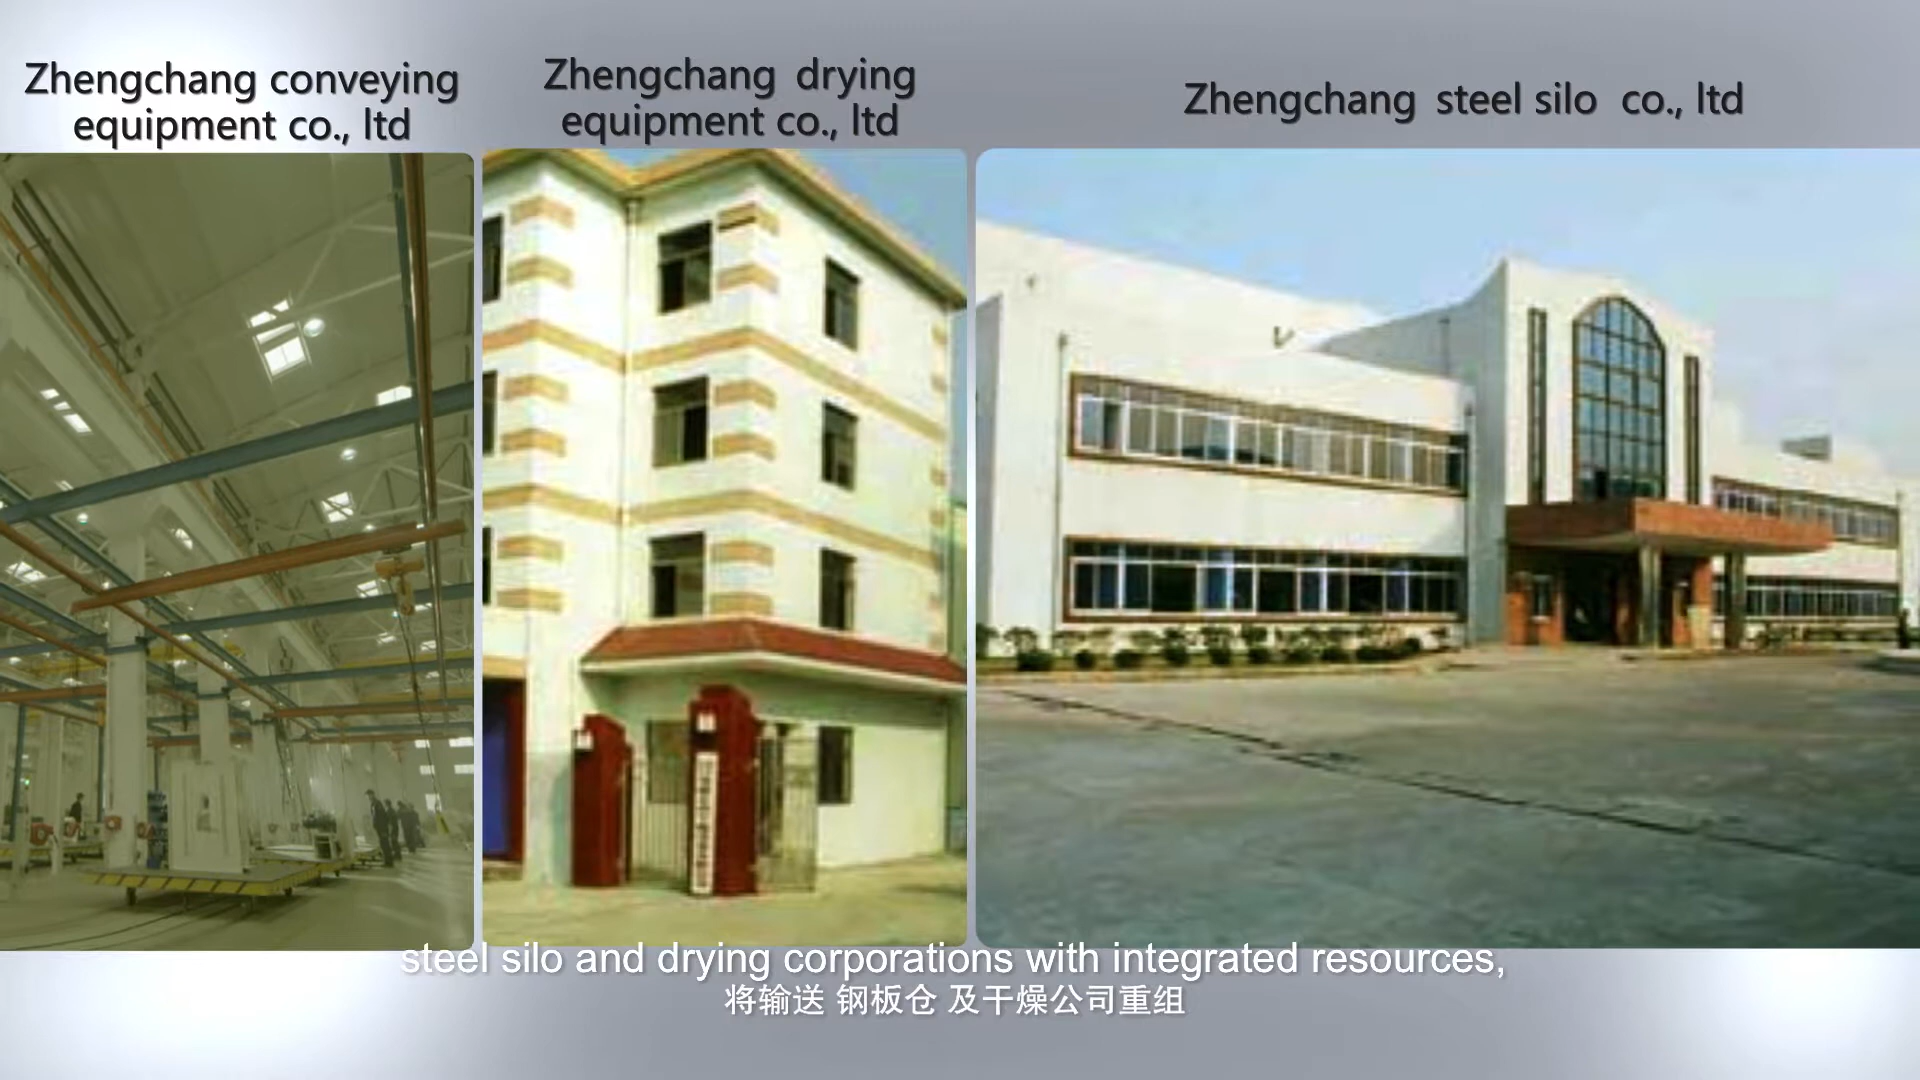 Zhengchang conveying
equipment co., ltd
Zhengchang drying
equipment co., ltd
Zhengchang steel silo co., ltd
steel silo and drying corporations with integrated resources,
将输送 钢板仓 及干燥公司重组